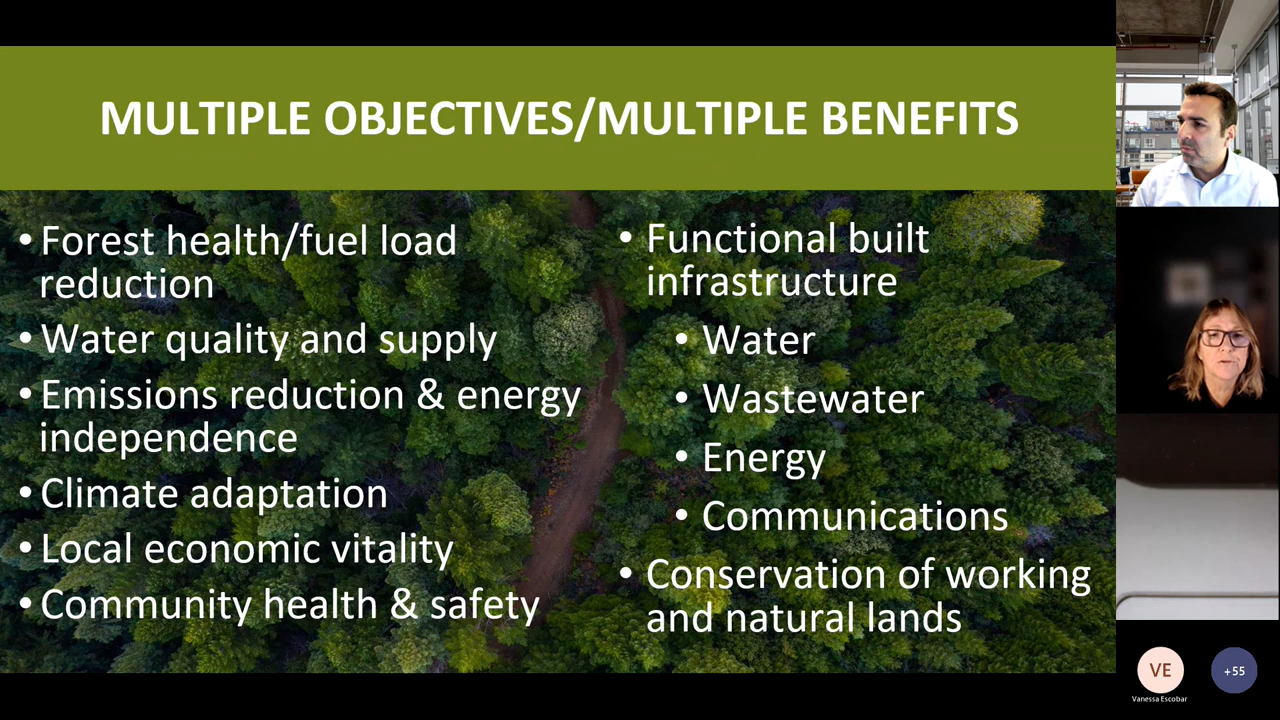 MULTIPLE OBJECTIVES/MULTIPLE BENEFITS
• Forest health/fuel load
reduction
• Water quality and supply
• Emissions reduction & energy
independence
• Climate adaptation
• Local economic vitality
• Community health & safety
• Functional built
infrastructure
• Water
• Wastewater
• Energy
• Communications
• Conservation of working
and natural lands
VE
Vanessa Escobar
+55